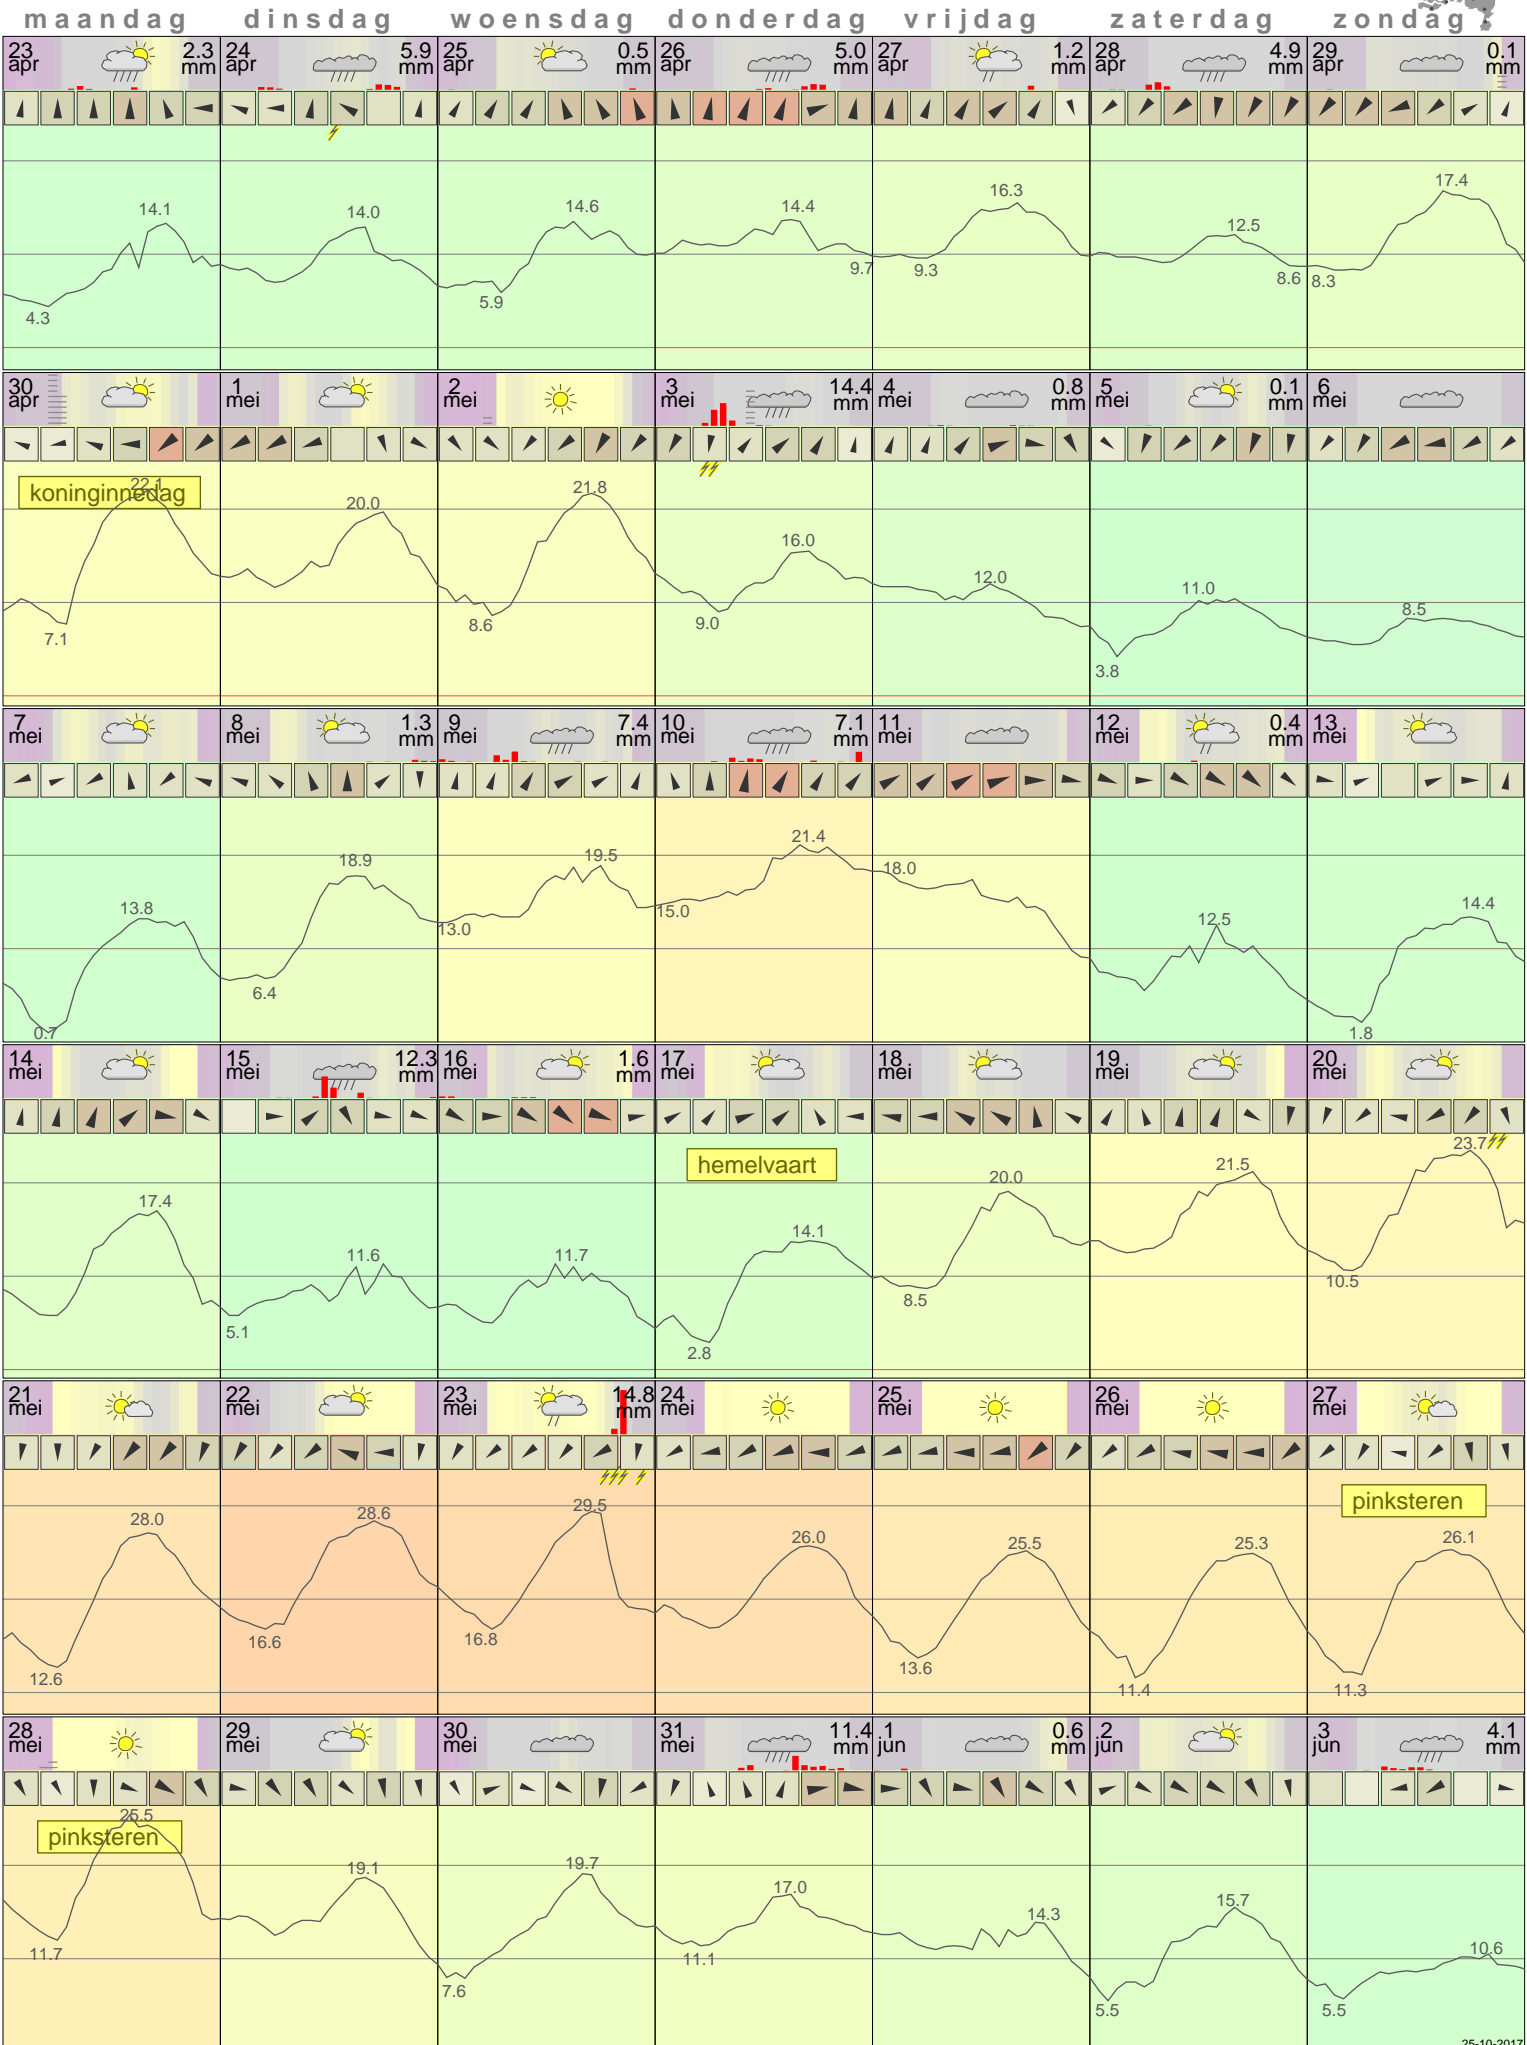 maandag dinsdag woensdag donderdag vrijdag zaterdag zondag
23 apr 2.3 mm 24 apr 5.9 mm 25 apr 0.5 mm 26 apr 5.0 mm 27 apr 1.2 mm 28 apr 4.9 mm 29 apr 0.1 mm
14.1 14.0 14.6 14.4 16.3 12.5 17.4
4.3 5.9 9.7 9.3 8.6 8.3
30 apr 1 mei 2 mei 3 mei 14.4 mm 4 mei 0.8 mm 5 mei 0.1 mm 6 mei
koninginnedag
22.1 20.0 21.8 16.0 12.0 11.0 8.5
7.1 8.6 9.0 3.8
7 mei 8 mei 1.3 mm 9 mei 7.4 mm 10 mei 7.1 mm 11 mei 12 mei 0.4 mm 13 mei
13.8 18.9 19.5 21.4 18.0 12.5 14.4
0.7 6.4 13.0 15.0 1.8
14 mei 15 mei 12.3 mm 16 mei 1.6 mm 17 mei 18 mei 19 mei 20 mei
hemelvaart
17.4 11.6 11.7 14.1 20.0 21.5 23.7
5.1 2.8 8.5 10.5
21 mei 22 mei 23 mei 14.8 mm 24 mei 25 mei 26 mei 27 mei
pinksteren
28.0 28.6 29.5 26.0 25.5 25.3 26.1
12.6 16.6 16.8 13.6 11.4 11.3
28 mei 29 mei 30 mei 31 mei 11.4 mm 1 jun 0.6 mm 2 jun 3 jun 4.1 mm
pinksteren
25.5 19.1 19.7 17.0 14.3 15.7 10.6
11.7 7.6 11.1 5.5 5.5
25-10-2017